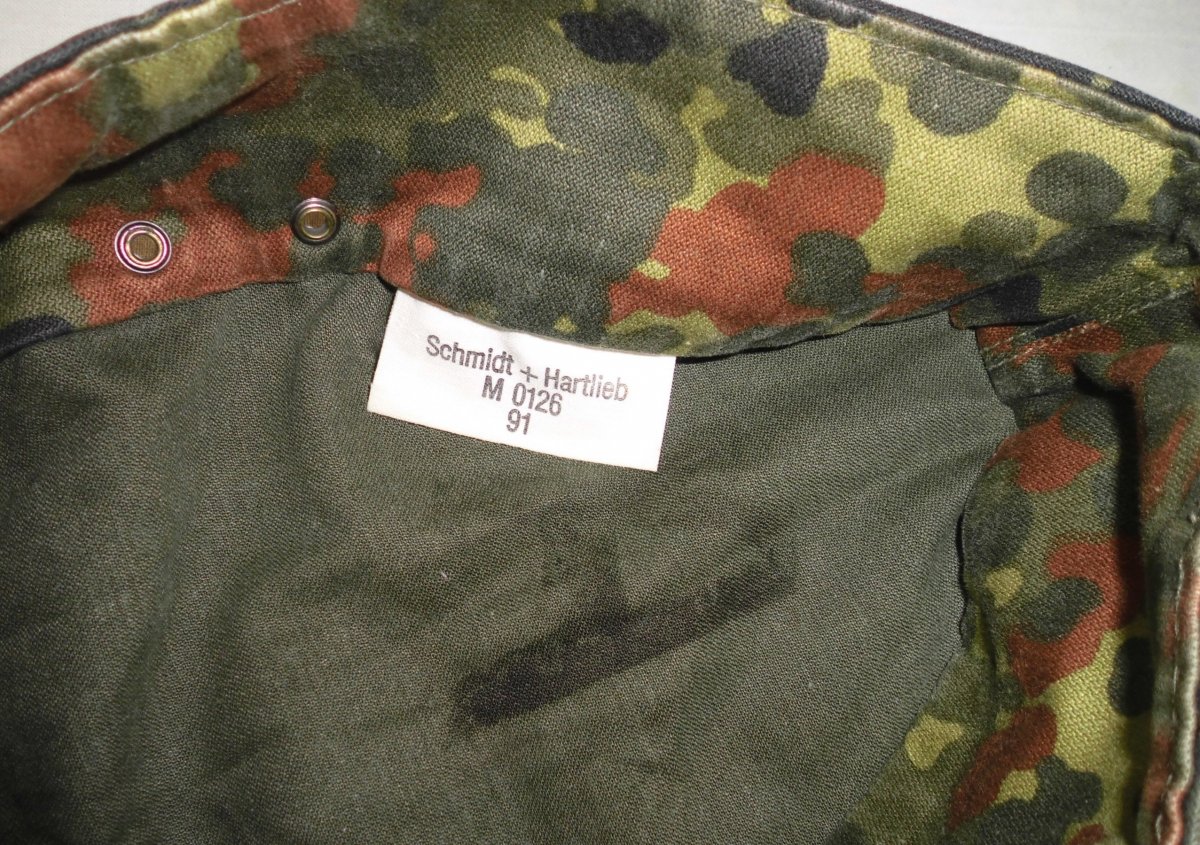 Schmidt + Hartlieb
M 0126
91